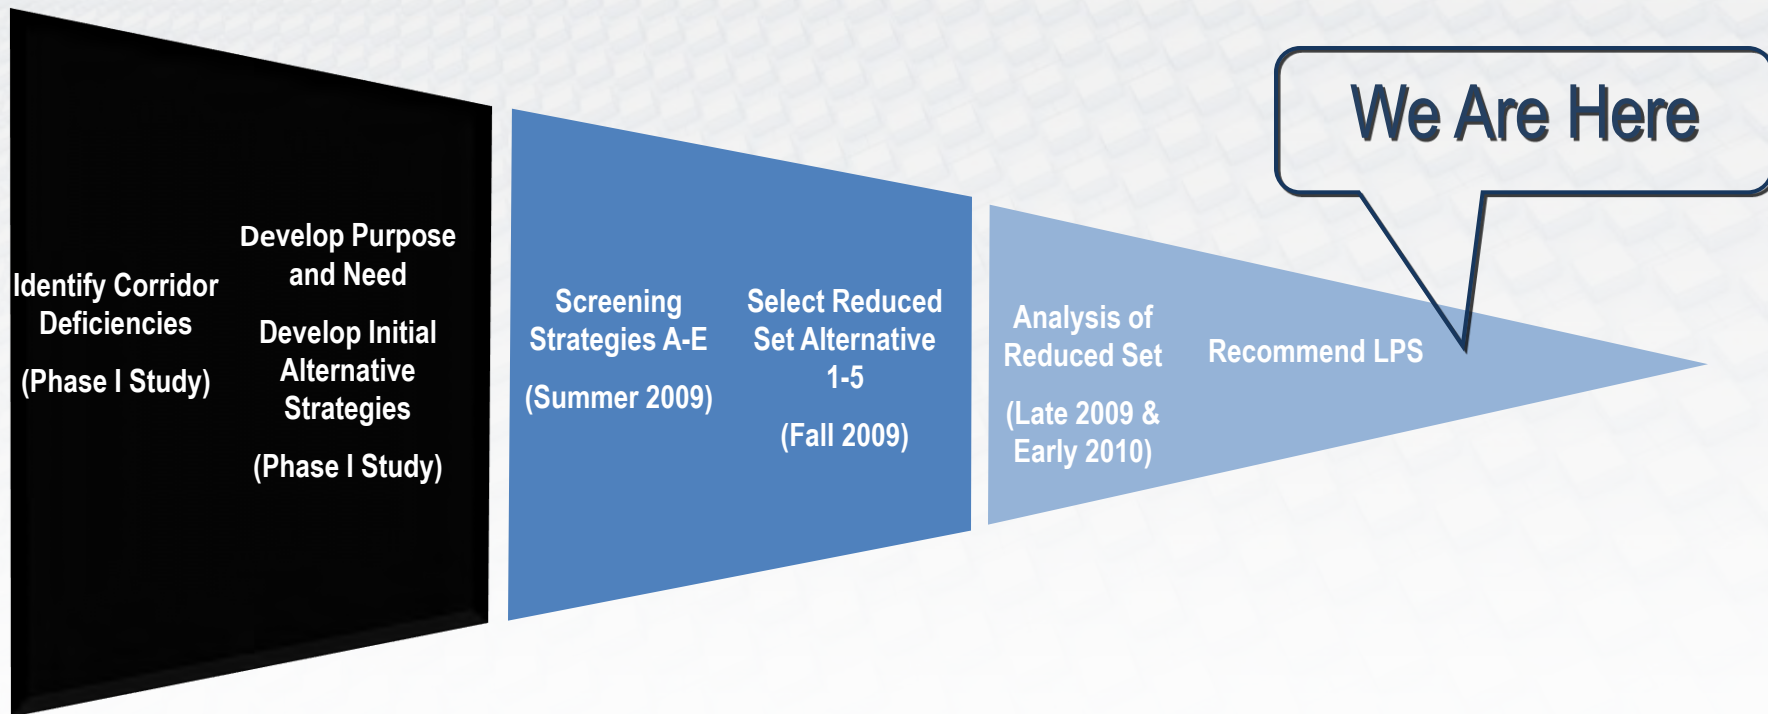 We Are Here
Identify Corridor
Deficiencies
(Phase I Study)
Develop Purpose
and Need
Develop Initial
Alternative
Strategies
(Phase I Study)
Screening
Strategies A-E
(Summer 2009)
Select Reduced
Set Alternative
1-5
(Fall 2009)
Analysis of
Reduced Set
(Late 2009 &
Early 2010)
Recommend LPS